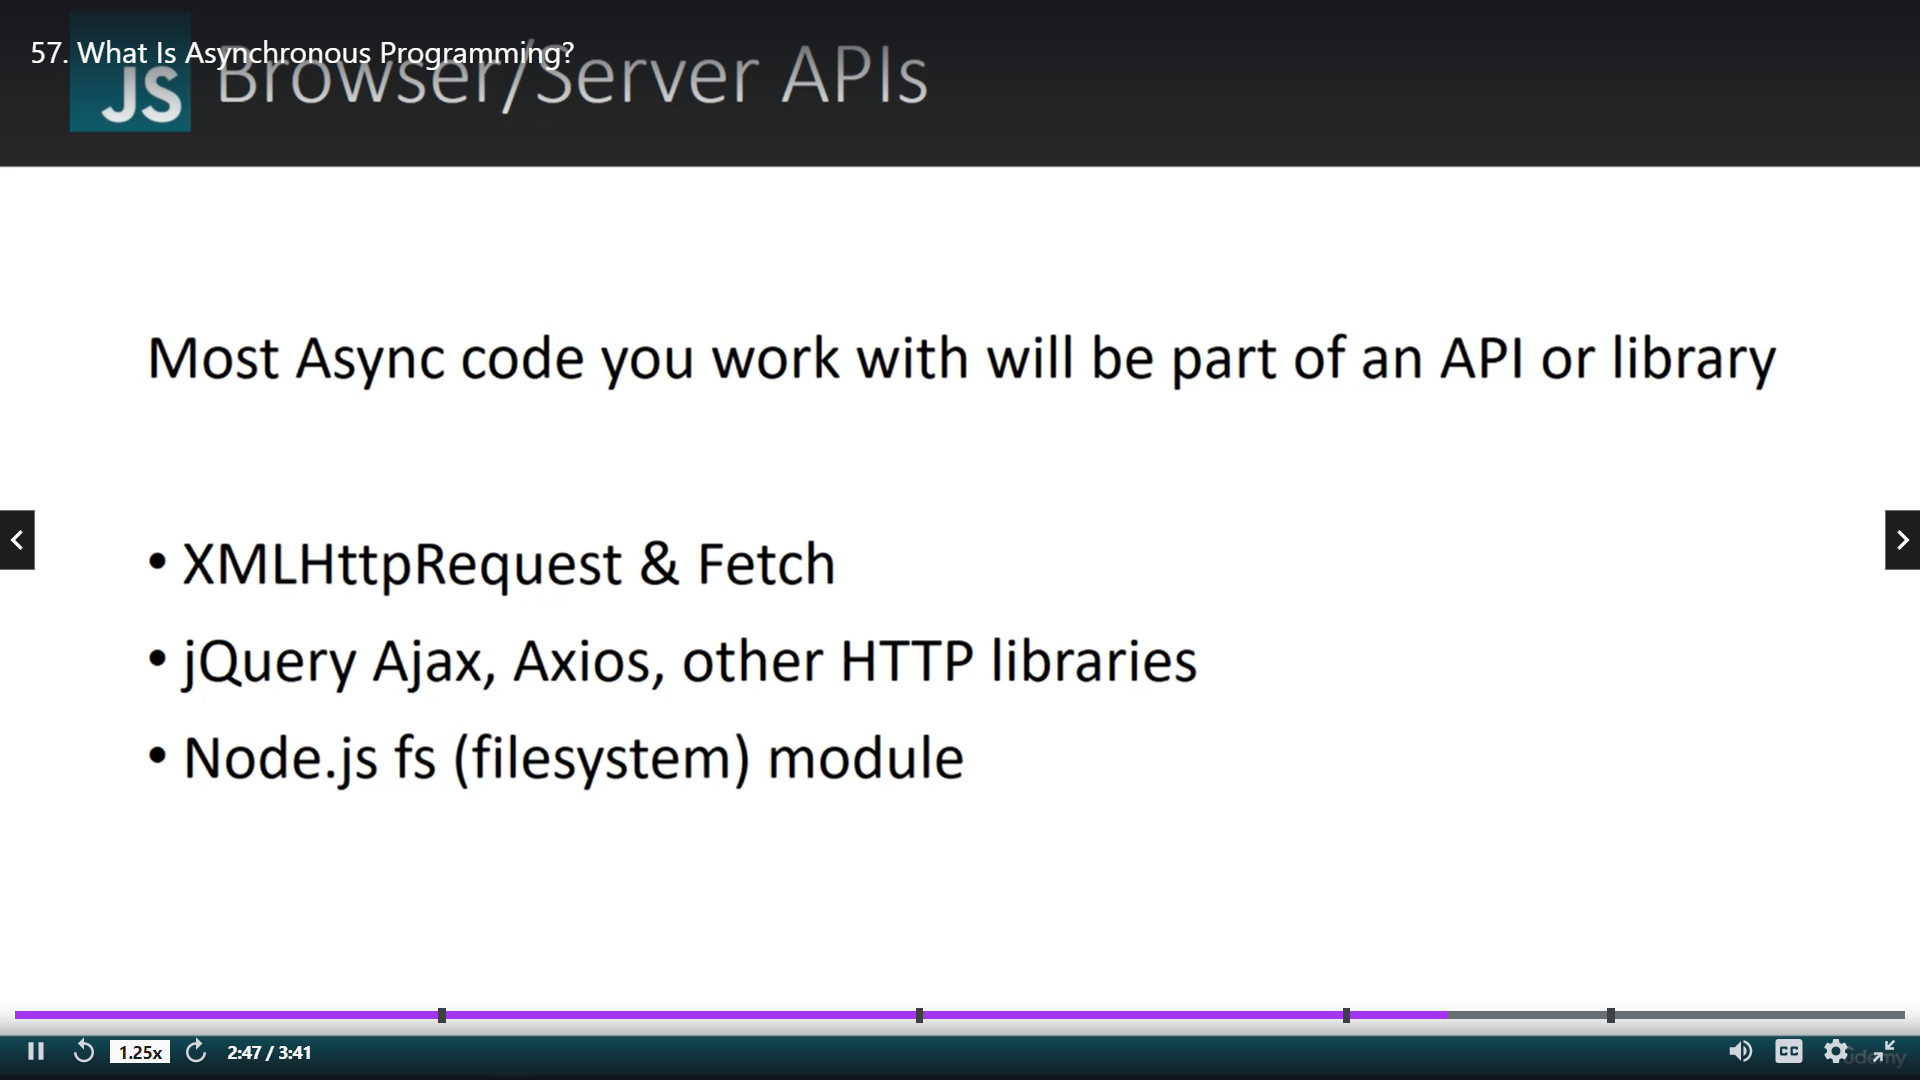 57. What Is Asynchronous Programming?
JS Browser/Server APIs
Most Async code you work with will be part of an API or library
• XMLHttpRequest & Fetch
• jQuery Ajax, Axios, other HTTP libraries
• Node.js fs (filesystem) module
1.25x 2:47 / 3:41 CC udemy